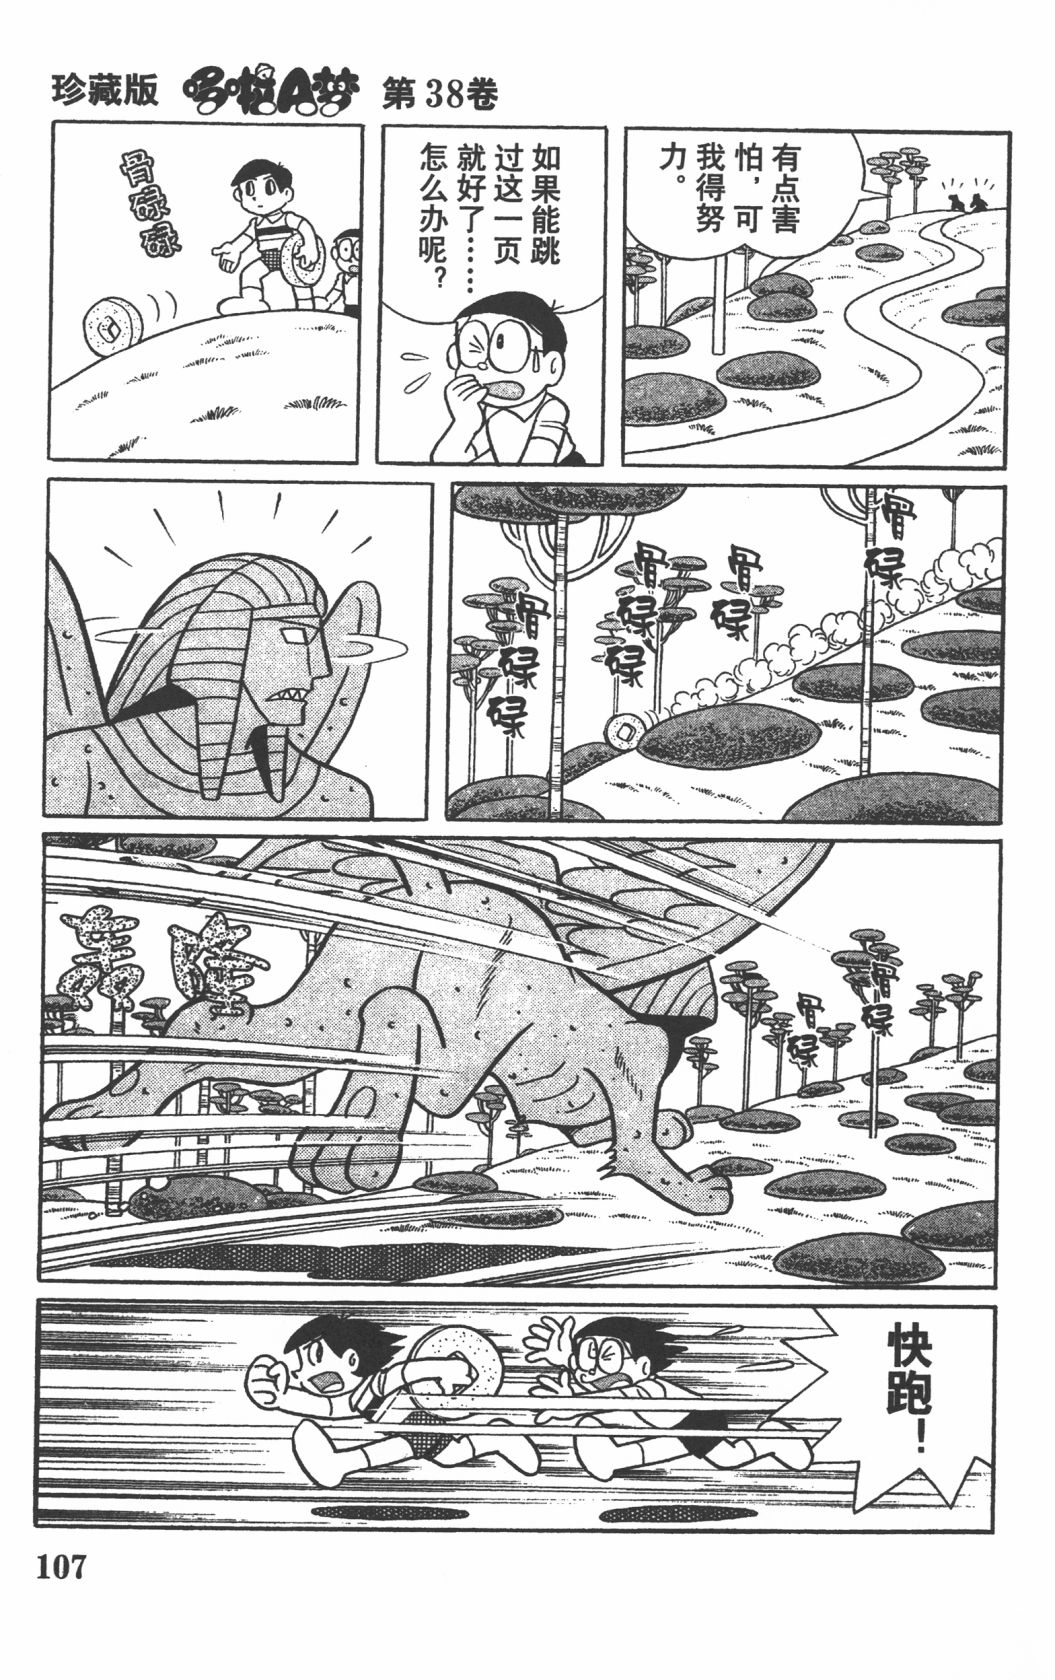 珍藏版 哆啦A梦 第38卷
有点害
怕，可
我得努
力。
如果能跳
过这一页
就好了……
怎么办呢？
骨碌碌
骨碌
骨碌
骨碌碌
骨碌碌
骨碌
骨碌
快跑！
107